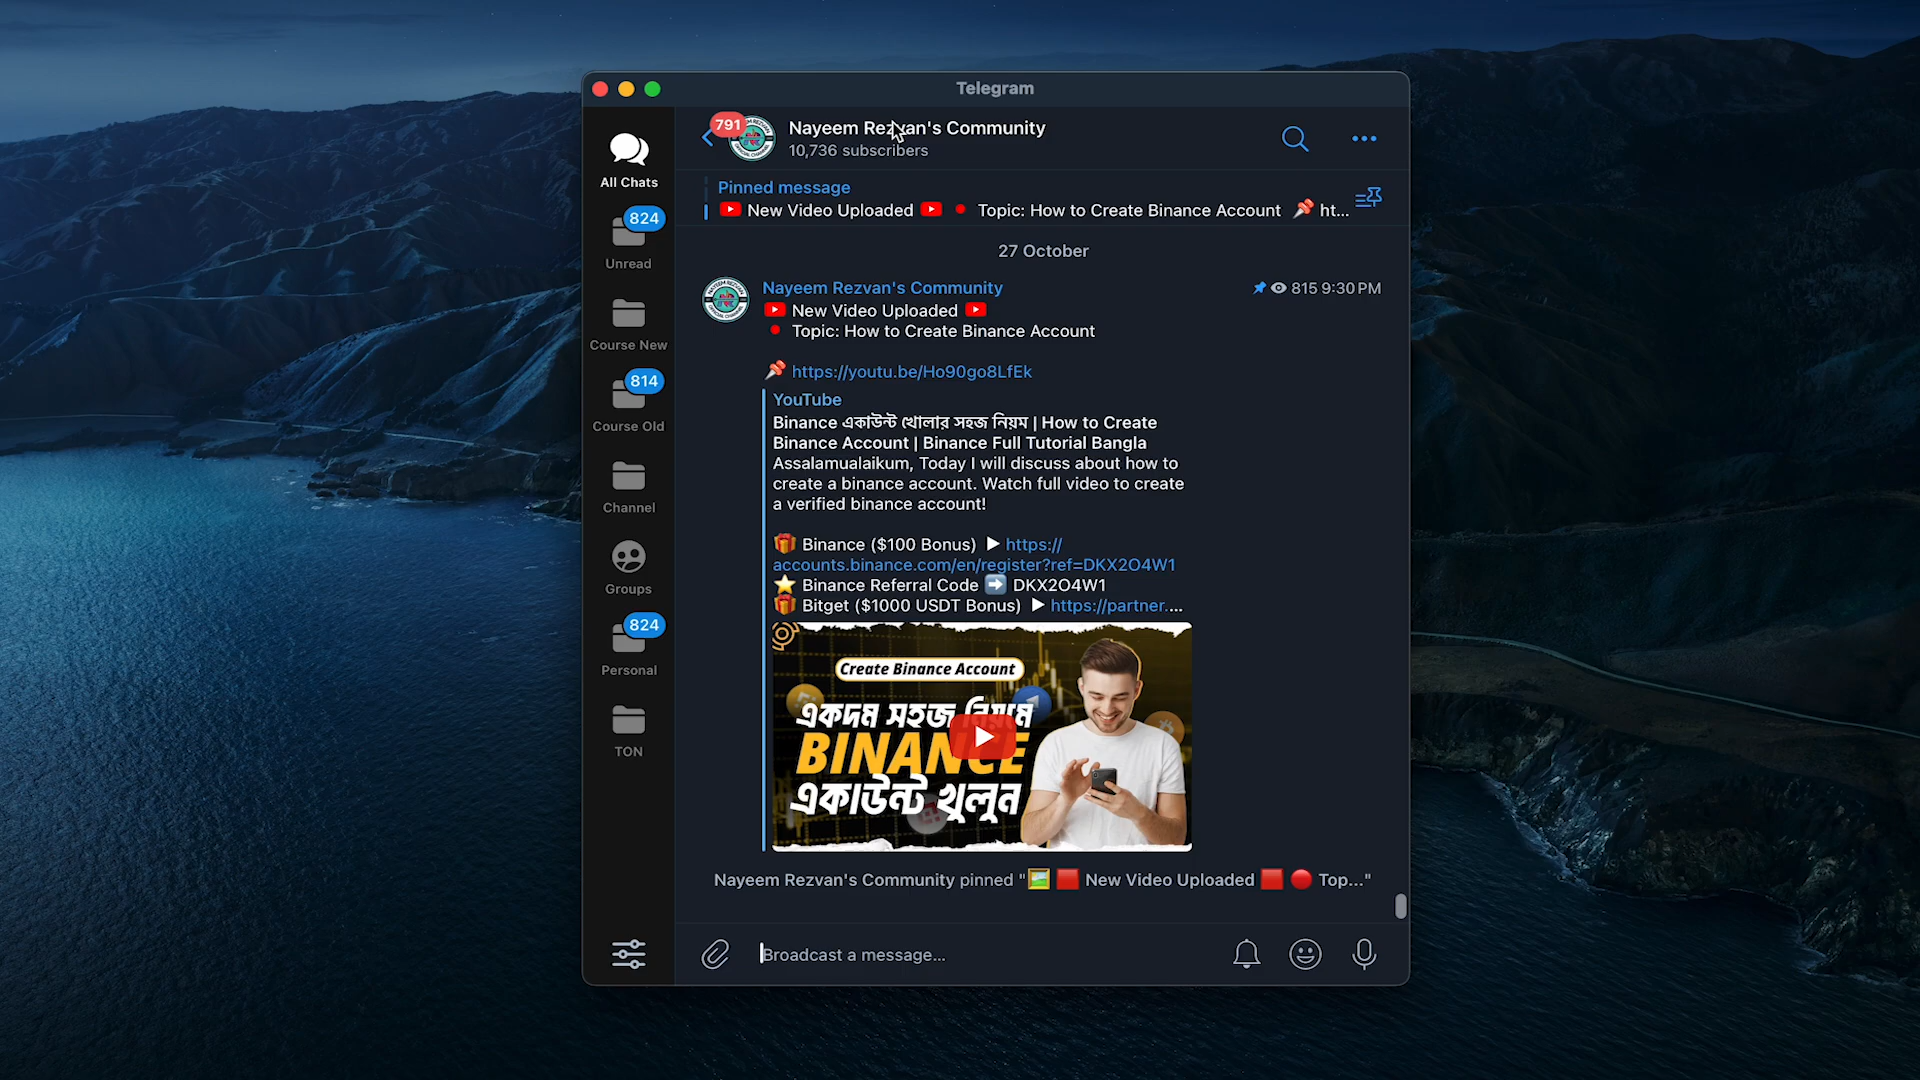 Telegram
791
Nayeem Rezvan's Community
10,736 subscribers
All Chats
824
Unread
Course New
814
Course Old
Channel
Groups
824
Personal
TON
Pinned message
New Video Uploaded Topic: How to Create Binance Account ht...
27 October
Nayeem Rezvan's Community 815 9:30 PM
New Video Uploaded
Topic: How to Create Binance Account
https://youtu.be/Ho90go8LfEk
YouTube
Binance একাউন্ট খোলার সহজ নিয়ম | How to Create
Binance Account | Binance Full Tutorial Bangla
Assalamualaikum, Today I will discuss about how to
create a binance account. Watch full video to create
a verified binance account!
Binance ($100 Bonus) https://
accounts.binance.com/en/register?ref=DKX2O4W1
Binance Referral Code DKX2O4W1
Bitget ($1000 USDT Bonus) https://partner....
Create Binance Account
একদম সহজ নিয়মে
BINANCE
একাউন্ট খুলুন
Nayeem Rezvan's Community pinned " New Video Uploaded Top..."
Broadcast a message...